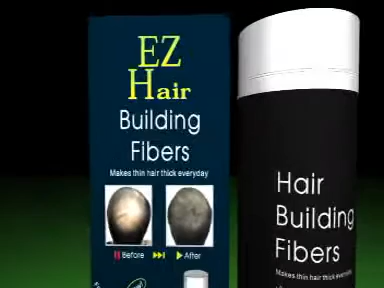 EZ
Hair
Building
Fibers
Makes thin hair thick everyday
Before
After
Hair
Building
Fibers
Makes thin hair thick everyday